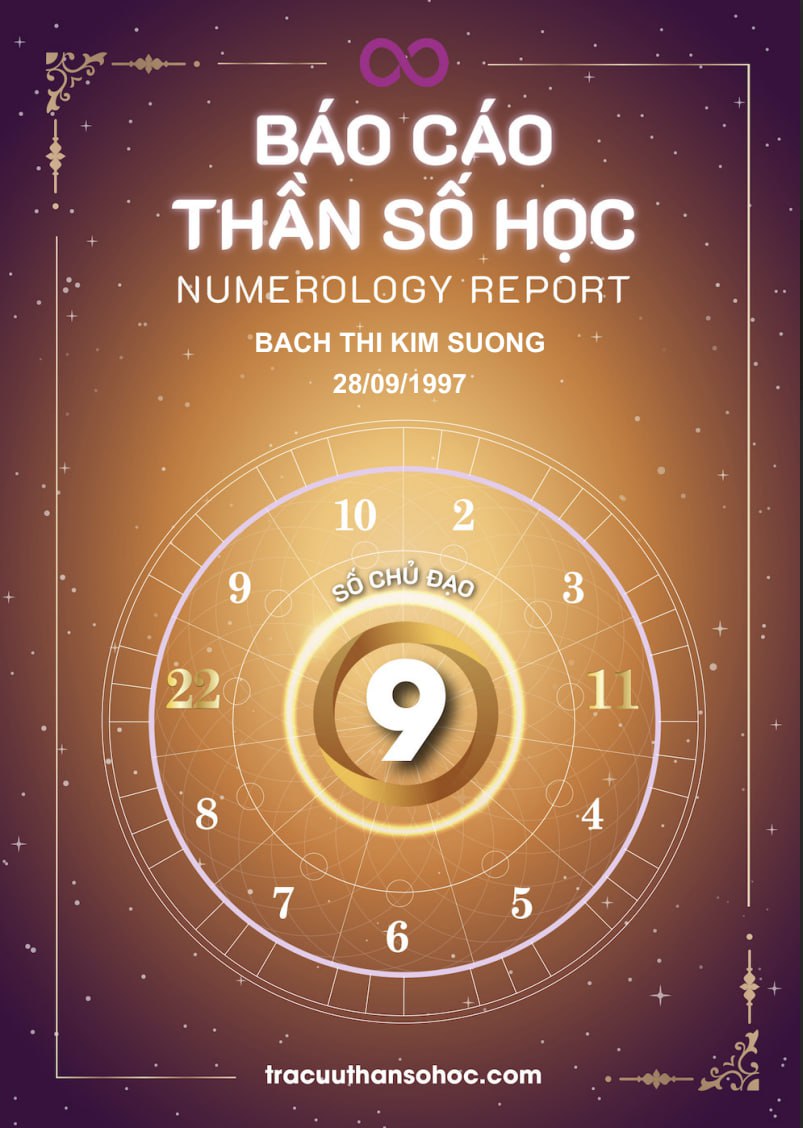 BÁO CÁO
THẦN SỐ HỌC
NUMEROLOGY REPORT
BACH THI KIM SUONG
28/09/1997
10 2
9 3
SỐ CHỦ ĐẠO
22 9 11
8 4
7 5
6
tracuuthansohoc.com